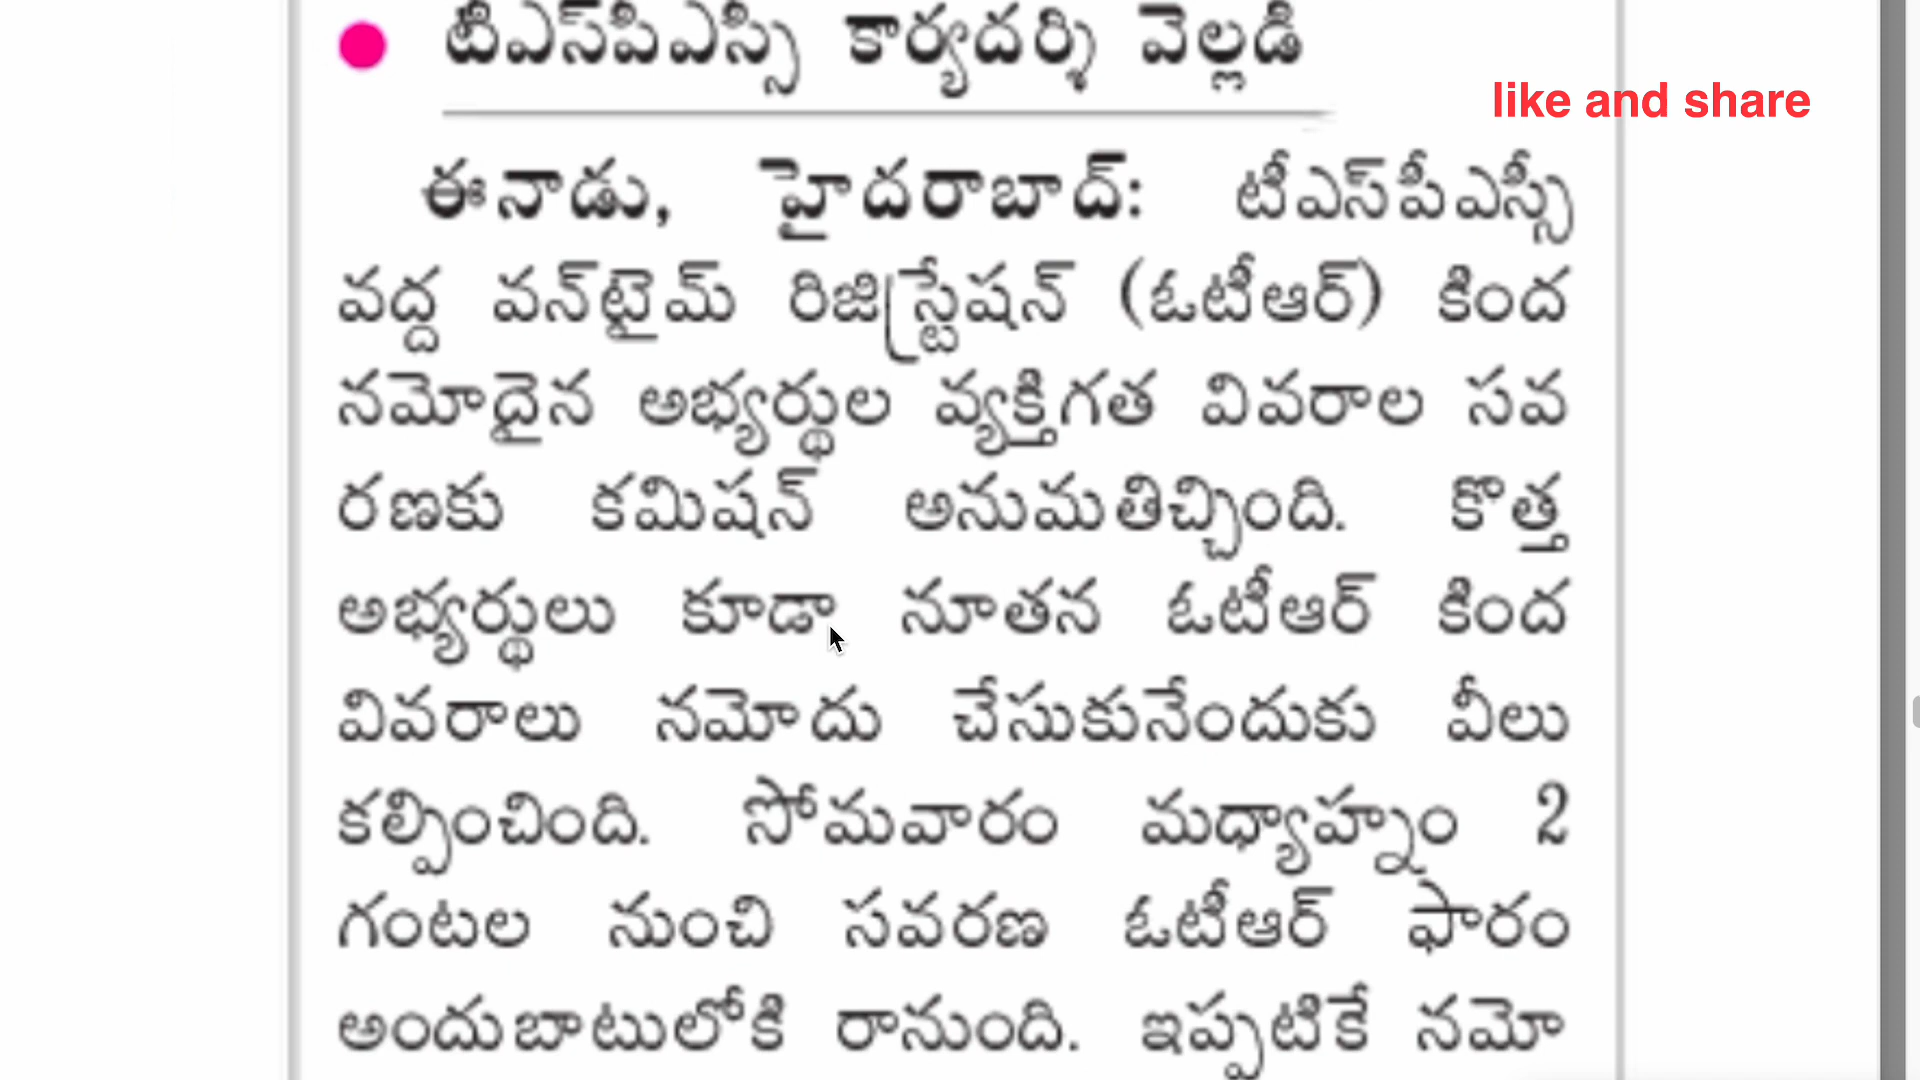 టీఎస్‌పీఎస్సీ కార్యదర్శి వెల్లడి
like and share
ఈనాడు, హైదరాబాద్: టీఎస్‌పీఎస్సీ
వద్ద వన్‌టైమ్ రిజిస్ట్రేషన్ (ఓటీఆర్) కింద
నమోదైన అభ్యర్థుల వ్యక్తిగత వివరాల సవ
రణకు కమిషన్ అనుమతిచ్చింది. కొత్త
అభ్యర్థులు కూడా నూతన ఓటీఆర్ కింద
వివరాలు నమోదు చేసుకునేందుకు వీలు
కల్పించింది. సోమవారం మధ్యాహ్నం 2
గంటల నుంచి సవరణ ఓటీఆర్ ఫారం
అందుబాటులోకి రానుంది. ఇప్పటికే నమో